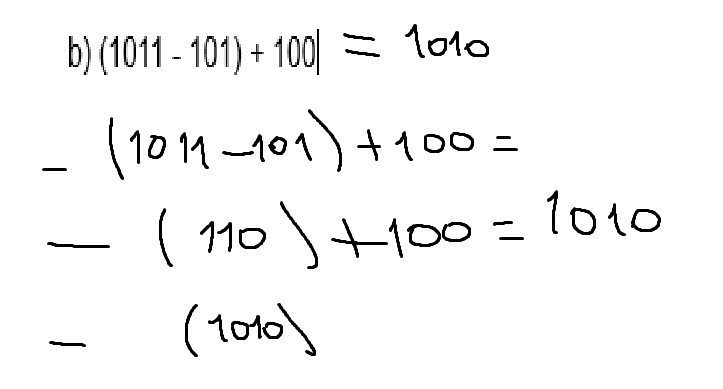 b) (1011 - 101) + 100 = 1010
- (1011 - 101) + 100 =
- (110) + 100 = 1010
- (1010)